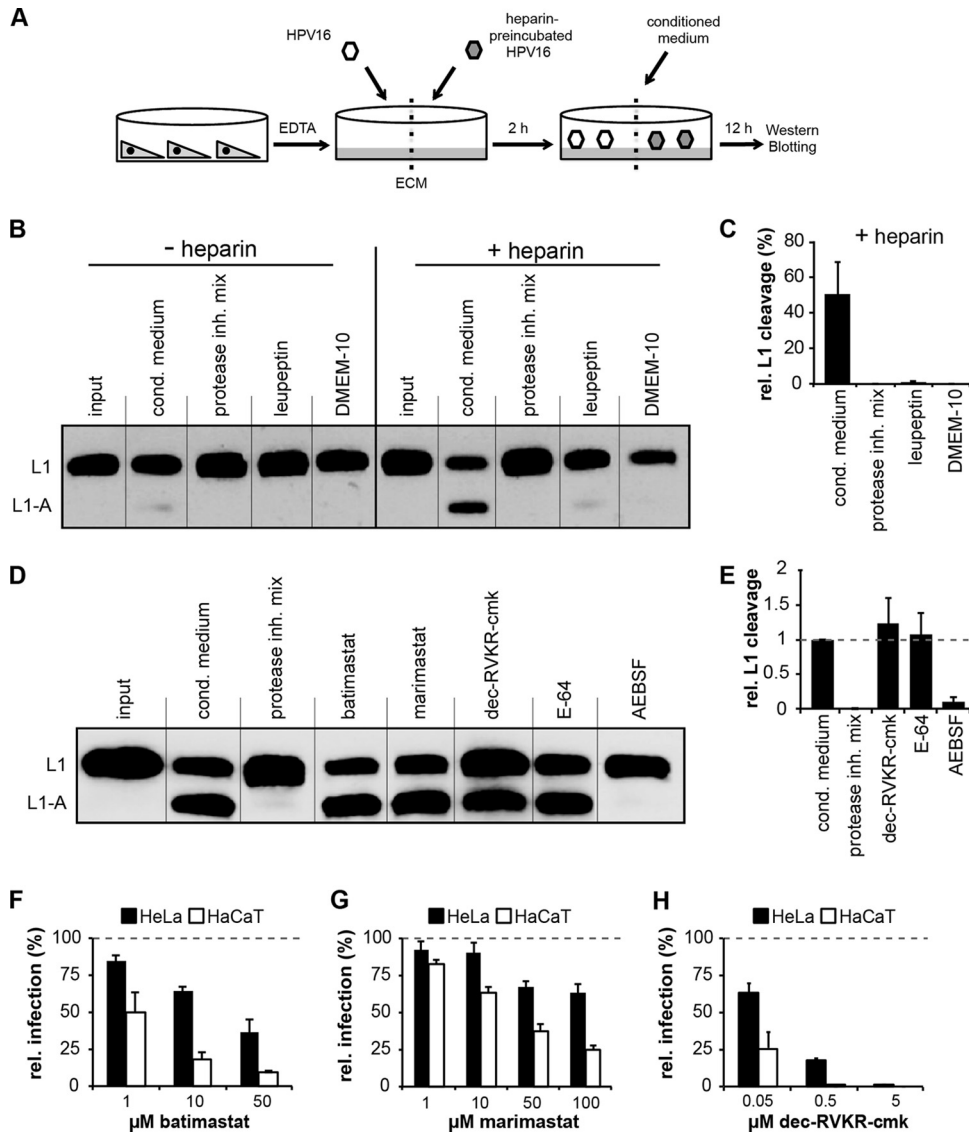 A
HPV16
heparin-
preincubated
HPV16
conditioned
medium
EDTA
2 h
12 h
Western
Blotting
ECM
B
- heparin
+ heparin
input
cond. medium
protease inh. mix
leupeptin
DMEM-10
input
cond. medium
protease inh. mix
leupeptin
DMEM-10
L1
L1-A
C
+ heparin
rel. L1 cleavage (%)
80
60
40
20
0
cond. medium
protease inh. mix
leupeptin
DMEM-10
D
input
cond. medium
protease inh. mix
batimastat
marimastat
dec-RVKR-cmk
E-64
AEBSF
L1
L1-A
E
rel. L1 cleavage
2
1.5
1
0.5
0
cond. medium
protease inh. mix
dec-RVKR-cmk
E-64
AEBSF
F
HeLa HaCaT
rel. infection (%)
100
75
50
25
0
1 10 50
µM batimastat
G
HeLa HaCaT
rel. infection (%)
100
75
50
25
0
1 10 50 100
µM marimastat
H
HeLa HaCaT
rel. infection (%)
100
75
50
25
0
0.05 0.5 5
µM dec-RVKR-cmk